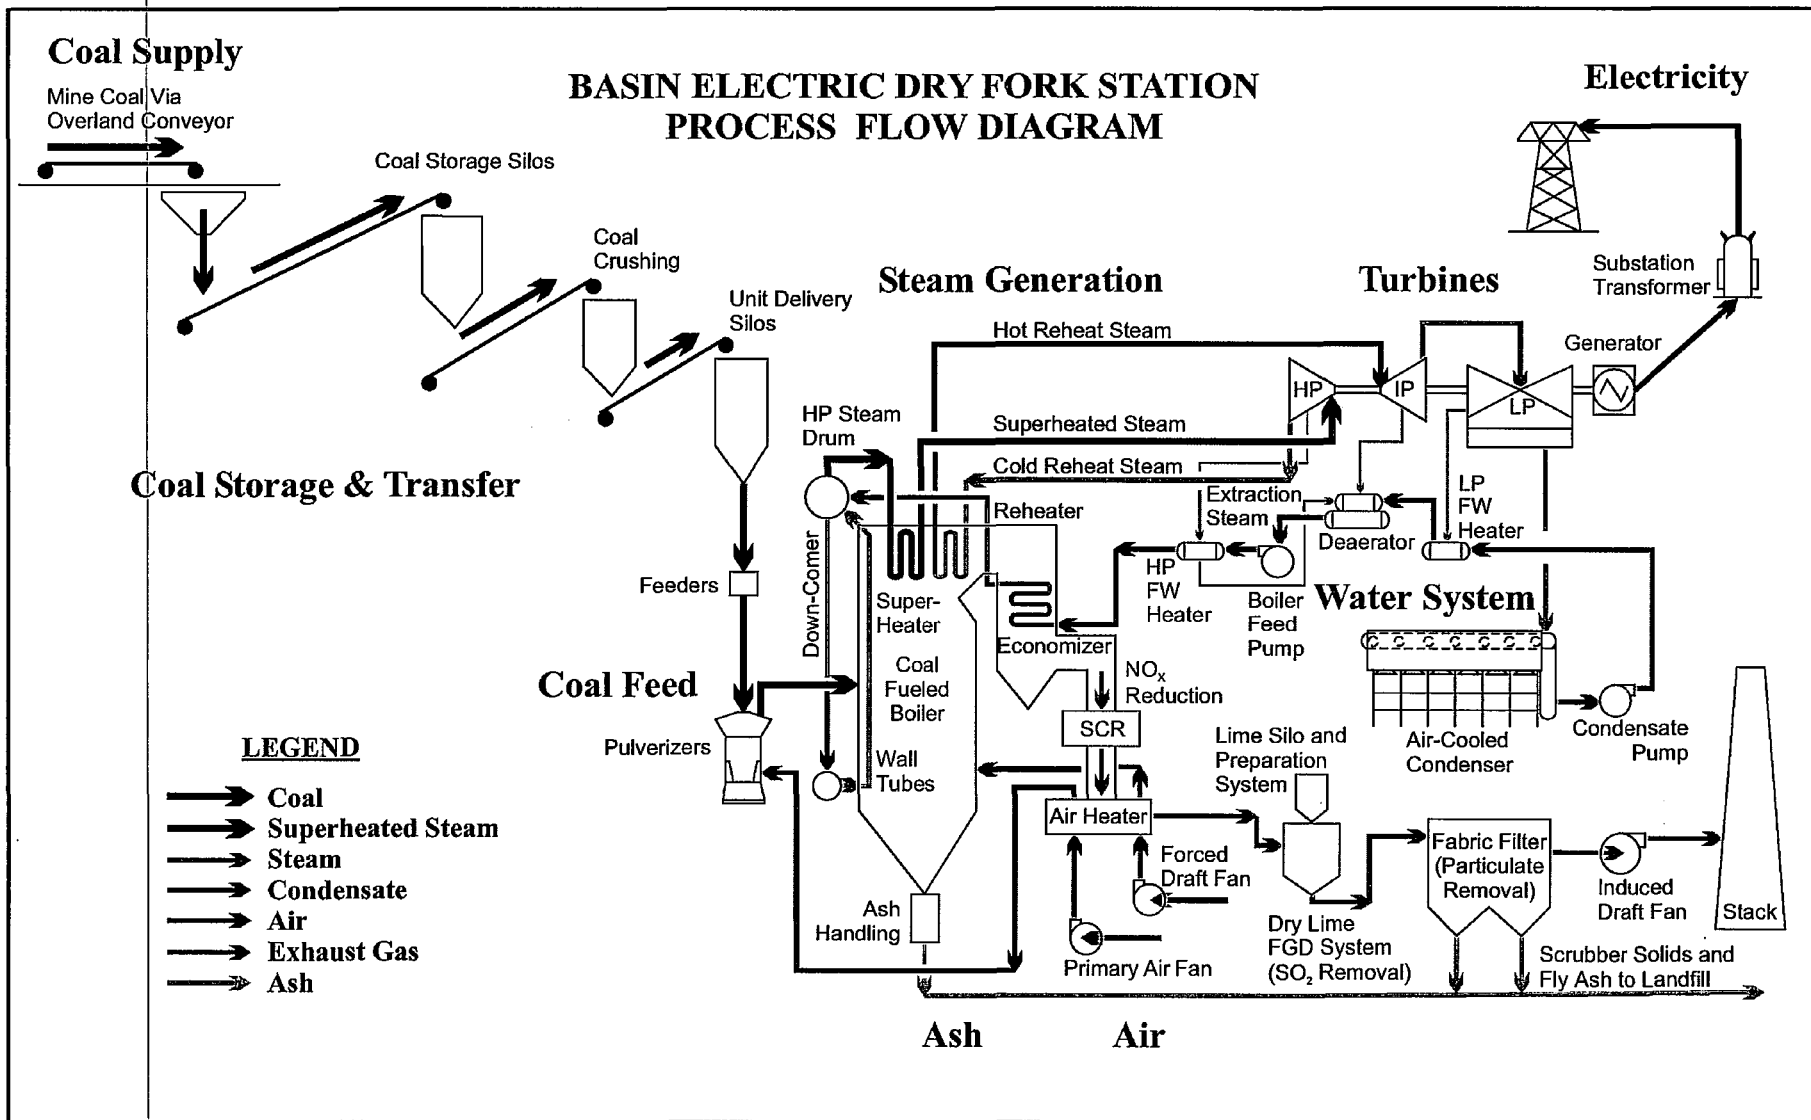 Coal Supply
Mine Coal Via
Overland Conveyor
BASIN ELECTRIC DRY FORK STATION
PROCESS FLOW DIAGRAM
Electricity
Coal Storage Silos
Coal
Crushing
Unit Delivery
Silos
Steam Generation
Turbines
Substation
Transformer
Hot Reheat Steam
Generator
HP
IP
LP
HP Steam
Drum
Superheated Steam
Cold Reheat Steam
Coal Storage & Transfer
Reheater
Extraction
Steam
LP
FW
Heater
Deaerator
Down-Comer
Feeders
Super-
Heater
HP
FW
Heater
Boiler
Feed
Pump
Water System
Economizer
Coal Feed
Coal
Fueled
Boiler
NOx
Reduction
SCR
Pulverizers
Wall
Tubes
Lime Silo and
Preparation
System
Air-Cooled
Condenser
Condensate
Pump
LEGEND
Coal
Superheated Steam
Steam
Condensate
Air
Exhaust Gas
Ash
Air Heater
Forced
Draft Fan
Fabric Filter
(Particulate
Removal)
Induced
Draft Fan
Stack
Ash
Handling
Primary Air Fan
Dry Lime
FGD System
(SO2 Removal)
Scrubber Solids and
Fly Ash to Landfill
Ash
Air